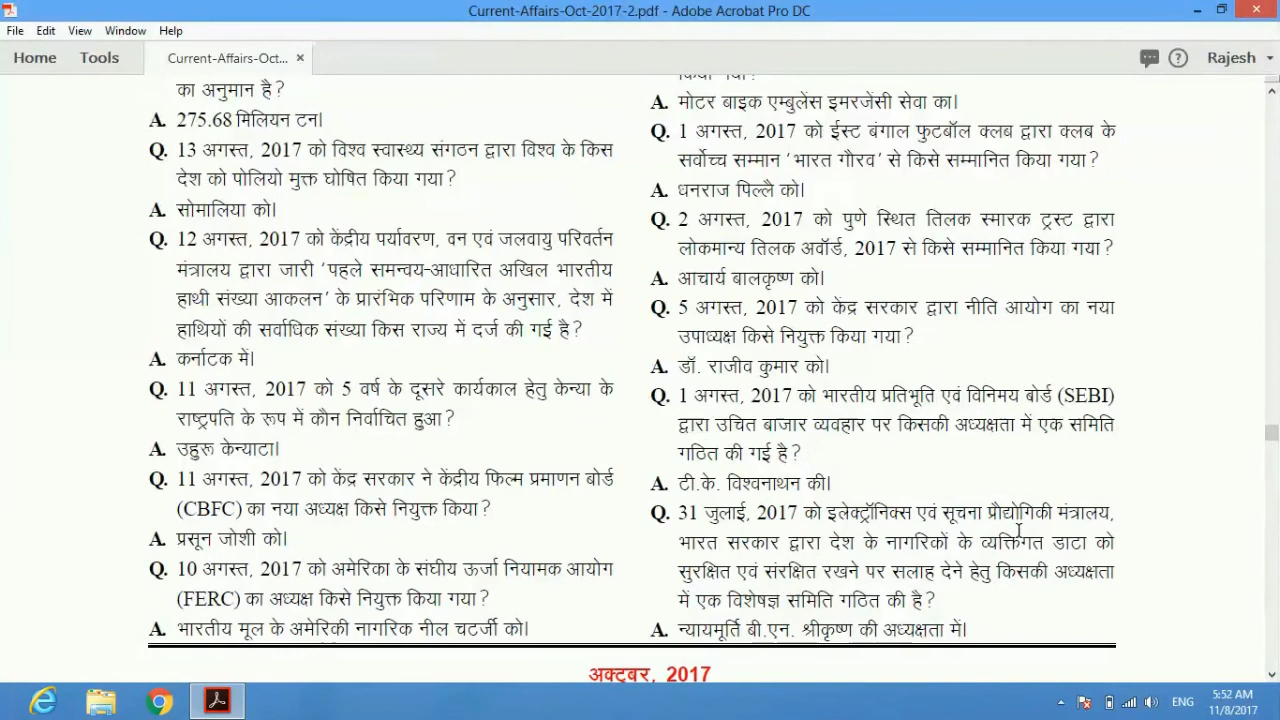 Current-Affairs-Oct-2017-2.pdf - Adobe Acrobat Pro DC
File Edit View Window Help
Home Tools Current-Affairs-Oct... × Rajesh
का अनुमान है?
A. 275.68 मिलियन टन।
Q. 13 अगस्त, 2017 को विश्व स्वास्थ्य संगठन द्वारा विश्व के किस
देश को पोलियो मुक्त घोषित किया गया?
A. सोमालिया को।
Q. 12 अगस्त, 2017 को केंद्रीय पर्यावरण, वन एवं जलवायु परिवर्तन
मंत्रालय द्वारा जारी 'पहले समन्वय-आधारित अखिल भारतीय
हाथी संख्या आकलन' के प्रारंभिक परिणाम के अनुसार, देश में
हाथियों की सर्वाधिक संख्या किस राज्य में दर्ज की गई है?
A. कर्नाटक में।
Q. 11 अगस्त, 2017 को 5 वर्ष के दूसरे कार्यकाल हेतु केन्या के
राष्ट्रपति के रूप में कौन निर्वाचित हुआ?
A. उहुरू केन्याटा।
Q. 11 अगस्त, 2017 को केंद्र सरकार ने केंद्रीय फिल्म प्रमाणन बोर्ड
(CBFC) का नया अध्यक्ष किसे नियुक्त किया?
A. प्रसून जोशी को।
Q. 10 अगस्त, 2017 को अमेरिका के संघीय ऊर्जा नियामक आयोग
(FERC) का अध्यक्ष किसे नियुक्त किया गया?
A. भारतीय मूल के अमेरिकी नागरिक नील चटर्जी को।
किया गया?
A. मोटर बाइक एम्बुलेंस इमरजेंसी सेवा का।
Q. 1 अगस्त, 2017 को ईस्ट बंगाल फुटबॉल क्लब द्वारा क्लब के
सर्वोच्च सम्मान 'भारत गौरव' से किसे सम्मानित किया गया?
A. धनराज पिल्लै को।
Q. 2 अगस्त, 2017 को पुणे स्थित तिलक स्मारक ट्रस्ट द्वारा
लोकमान्य तिलक अवॉर्ड, 2017 से किसे सम्मानित किया गया?
A. आचार्य बालकृष्ण को।
Q. 5 अगस्त, 2017 को केंद्र सरकार द्वारा नीति आयोग का नया
उपाध्यक्ष किसे नियुक्त किया गया?
A. डॉ. राजीव कुमार को।
Q. 1 अगस्त, 2017 को भारतीय प्रतिभूति एवं विनिमय बोर्ड (SEBI)
द्वारा उचित बाजार व्यवहार पर किसकी अध्यक्षता में एक समिति
गठित की गई है?
A. टी.के. विश्वनाथन की।
Q. 31 जुलाई, 2017 को इलेक्ट्रॉनिक्स एवं सूचना प्रौद्योगिकी मंत्रालय,
भारत सरकार द्वारा देश के नागरिकों के व्यक्तिगत डाटा को
सुरक्षित एवं संरक्षित रखने पर सलाह देने हेतु किसकी अध्यक्षता
में एक विशेषज्ञ समिति गठित की है?
A. न्यायमूर्ति बी.एन. श्रीकृष्ण की अध्यक्षता में।
अक्टूबर, 2017
ENG 5:52 AM
11/8/2017